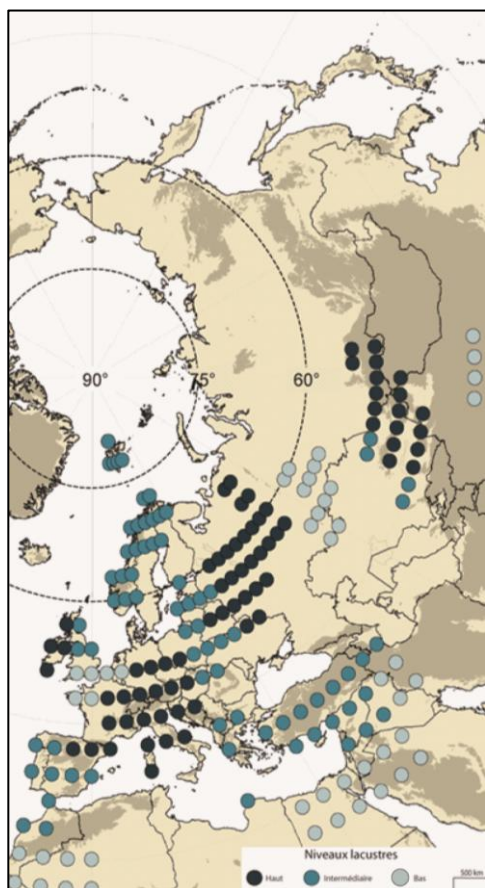 90°
75°
60°
Niveaux lacustres
Haut
Intermédiaire
Bas
500 km